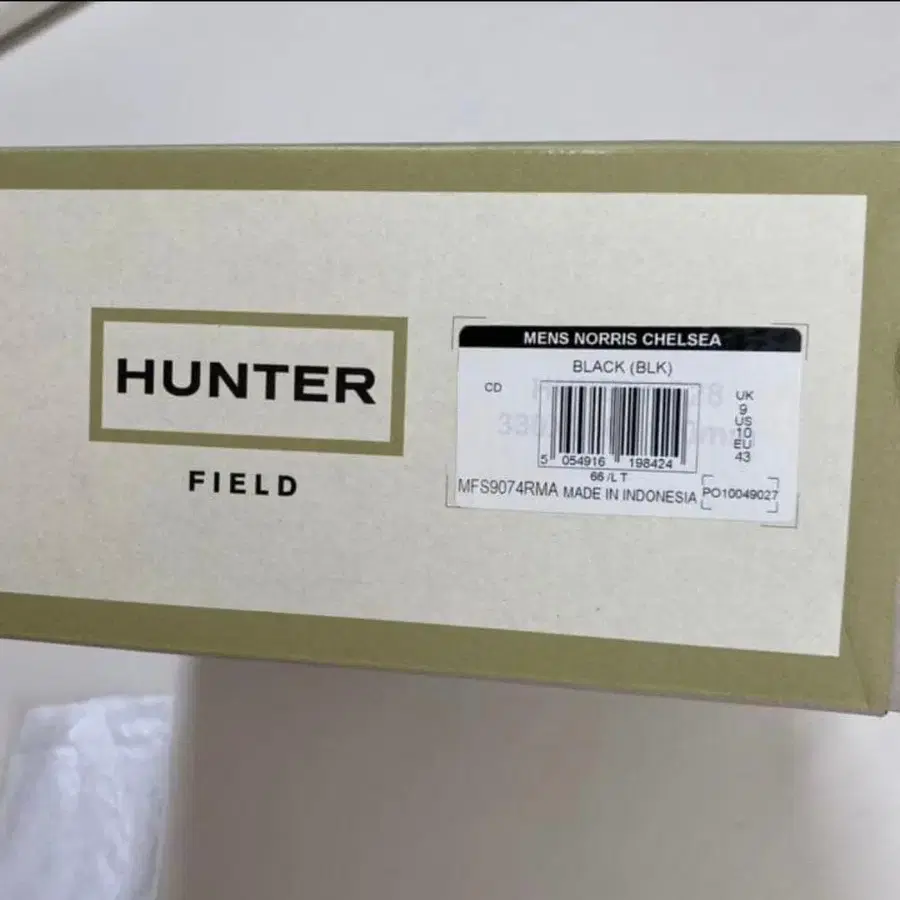 HUNTER
FIELD
MENS NORRIS CHELSEA
BLACK (BLK)
CD
UK
9
US
10
EU
43
5 054916 198424
66 /L T
MFS9074RMA MADE IN INDONESIA PO10049027